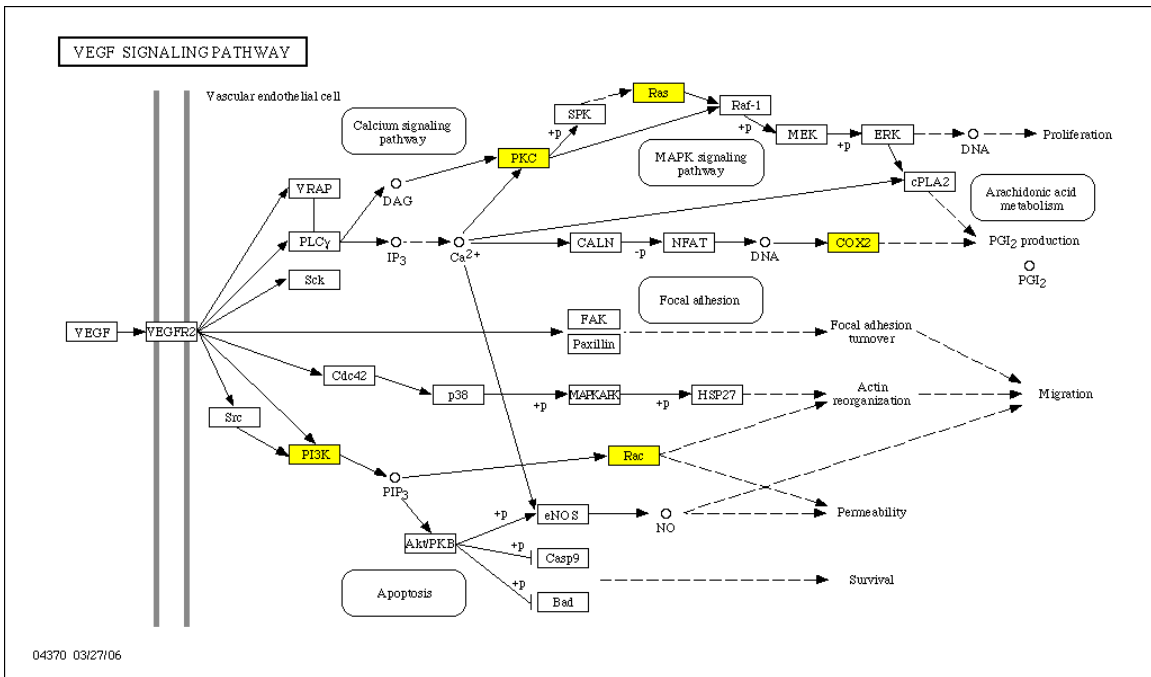 VEGF SIGNALING PATHWAY
Vascular endothelial cell
Calcium signaling
pathway
SPK
Ras
Raf-1
+p
+p
MEK
+p
ERK
DNA
Proliferation
PKC
MAPK signaling
pathway
VRAP
DAG
cPLA2
Arachidonic acid
metabolism
PLCγ
IP3
Ca2+
CALN
-p
NFAT
DNA
COX2
PGI2 production
PGI2
Sck
Focal adhesion
VEGF
VEGFR2
FAK
Paxillin
Focal adhesion
turnover
Cdc42
p38
+p
MAPKAPK
+p
HSP27
Actin
reorganization
Migration
Src
PI3K
PIP3
Rac
+p
eNOS
NO
Permeability
Akt/PKB
+p
Casp9
+p
Bad
Survival
Apoptosis
04370 03/27/06